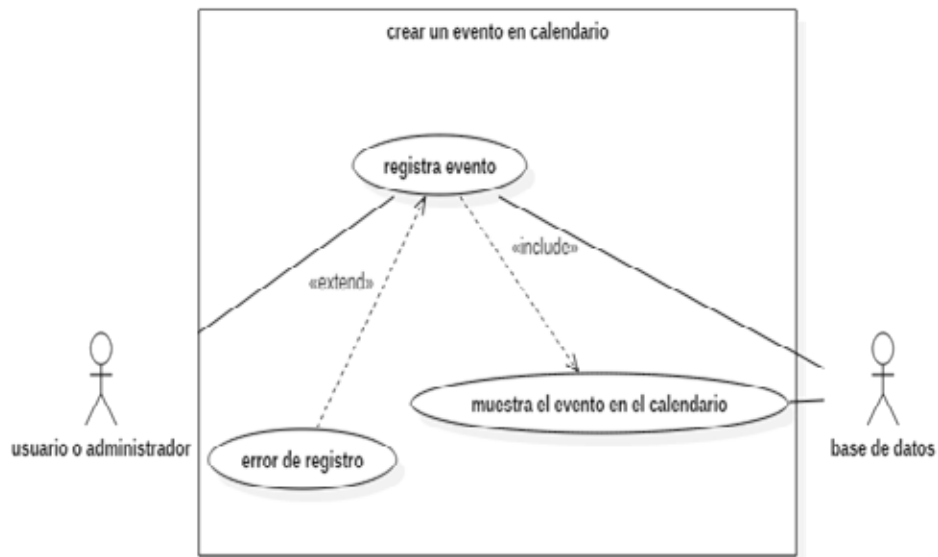 crear un evento en calendario
registra evento
«include»
«extend»
muestra el evento en el calendario
usuario o administrador
base de datos
error de registro